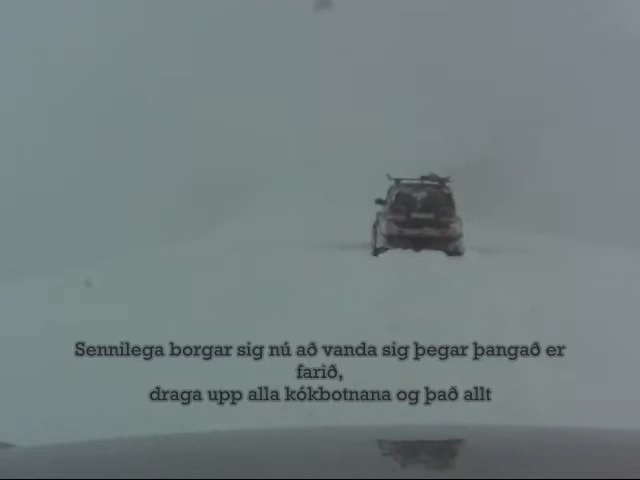 Sennilega borgar sig nú að vanda sig þegar þangað er
farið,
draga upp alla kókbotnana og það allt